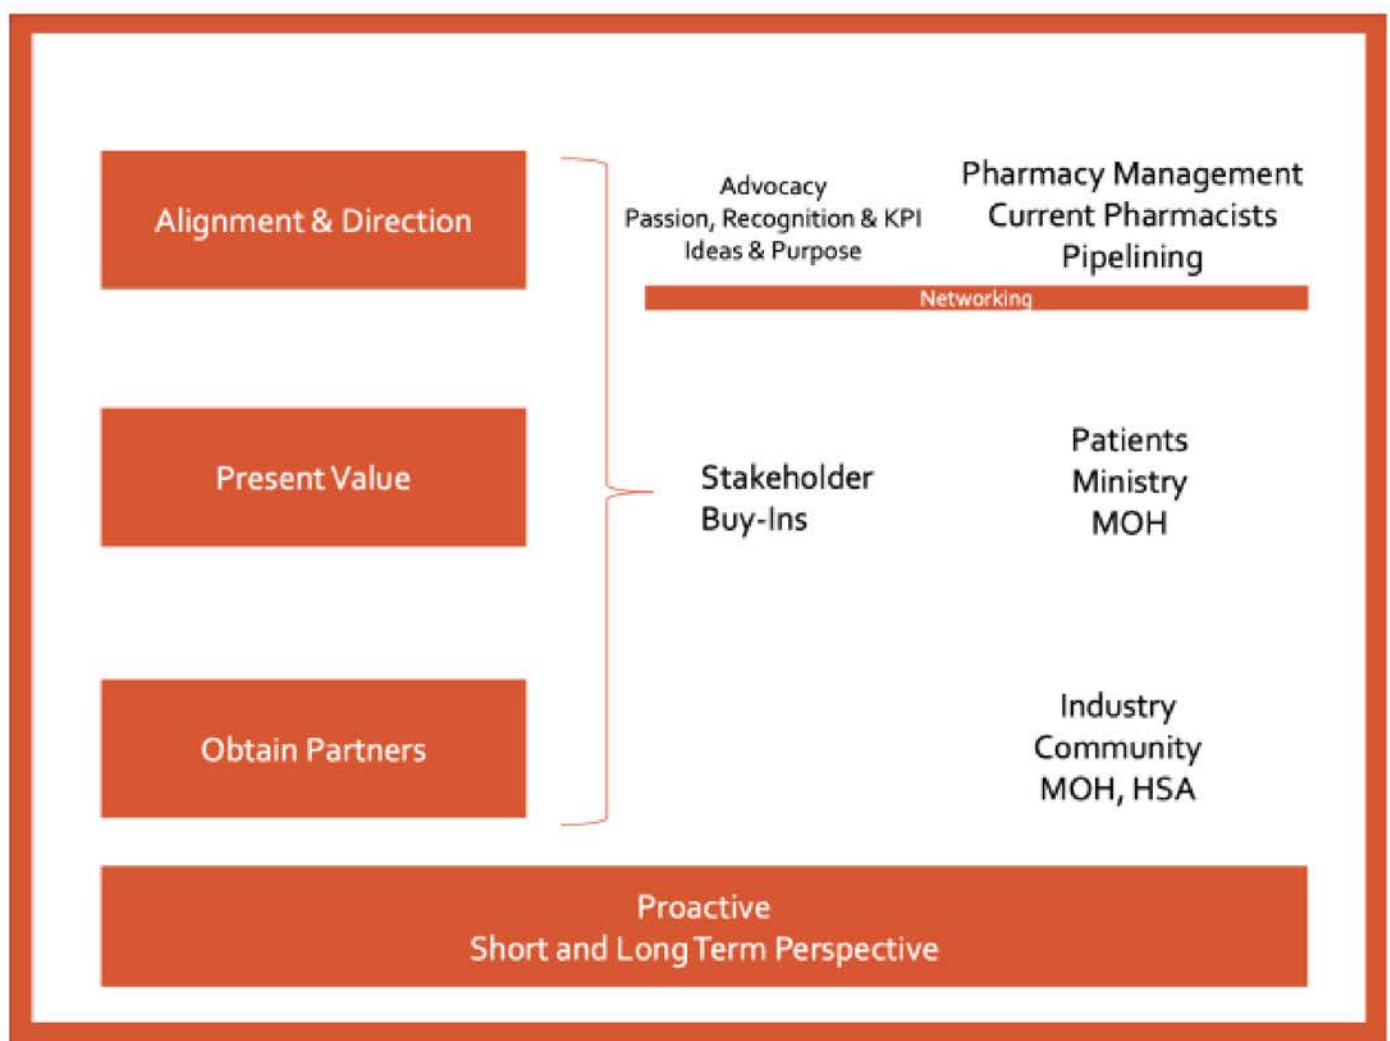 Alignment & Direction
Advocacy
Passion, Recognition & KPI
Ideas & Purpose
Pharmacy Management
Current Pharmacists
Pipelining
Networking
Present Value
Stakeholder
Buy-Ins
Patients
Ministry
MOH
Obtain Partners
Industry
Community
MOH, HSA
Proactive
Short and Long Term Perspective